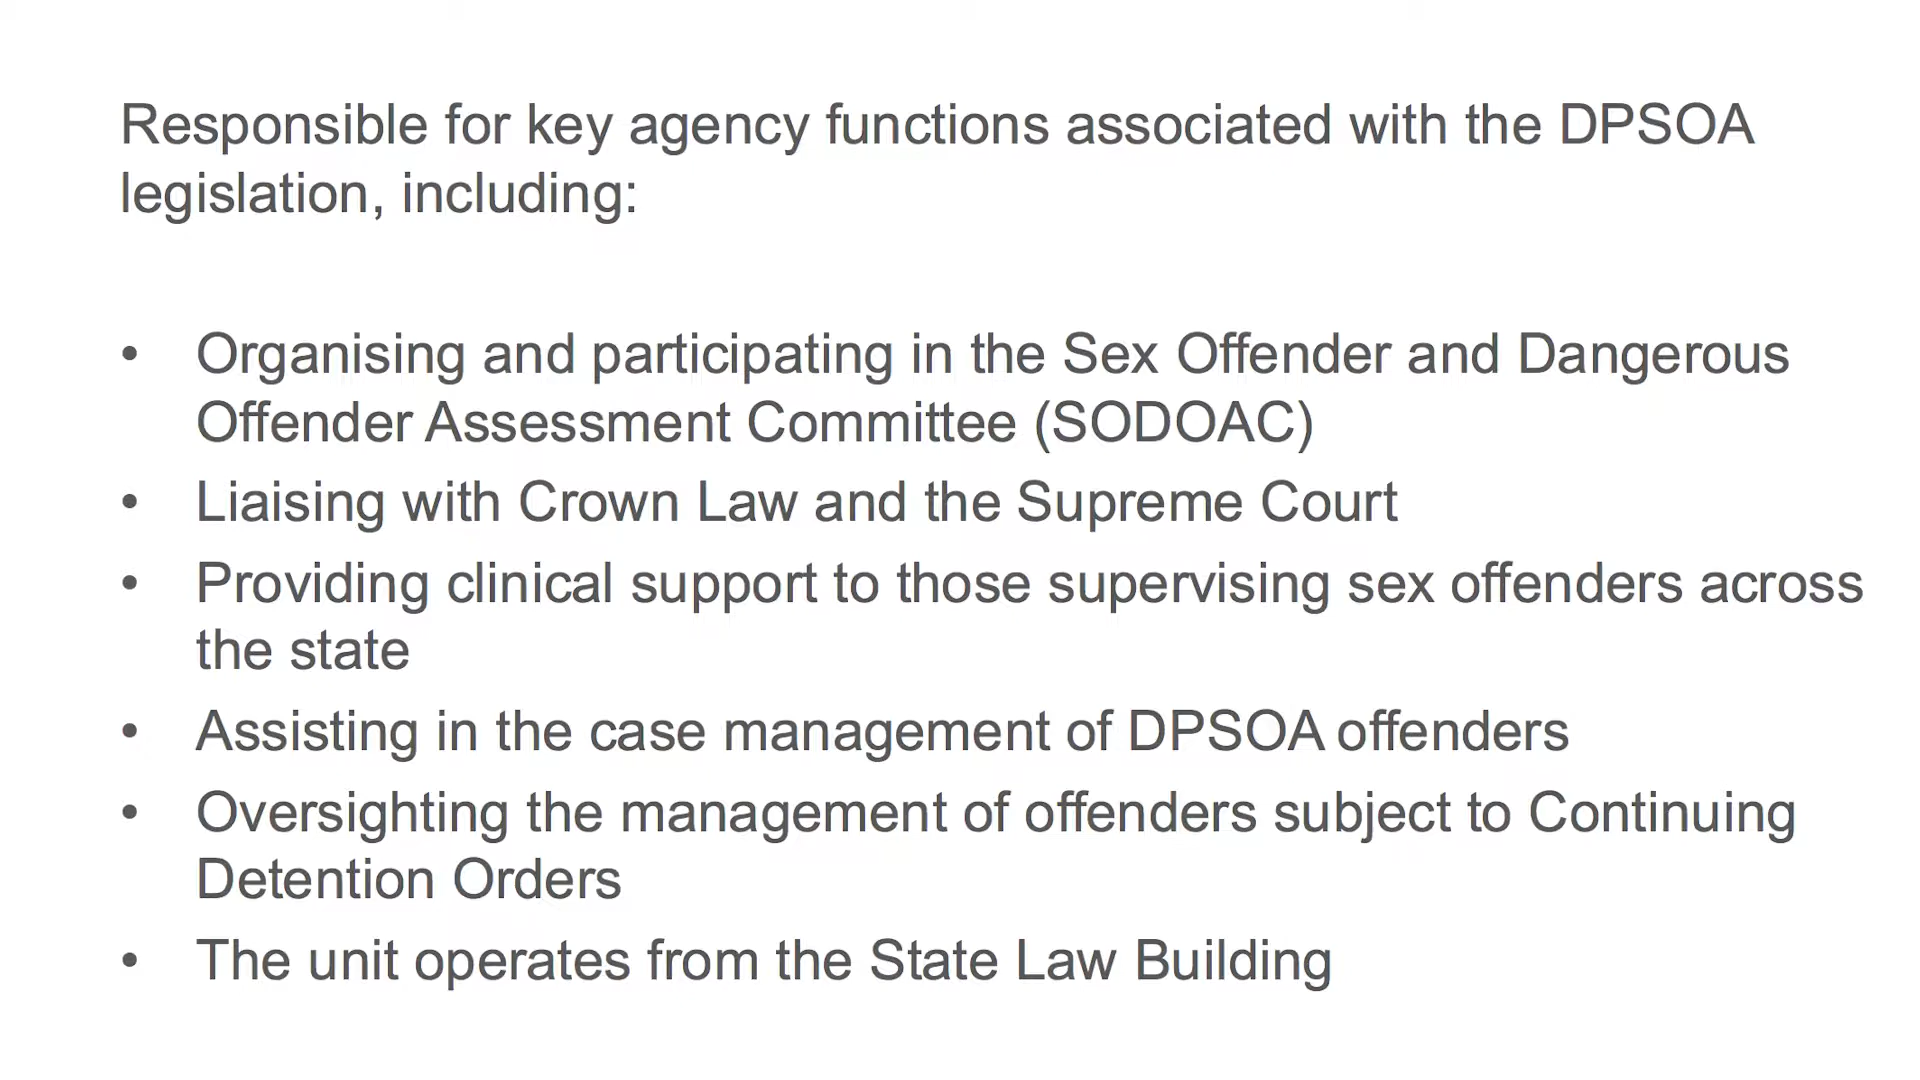 Responsible for key agency functions associated with the DPSOA
legislation, including:
• Organising and participating in the Sex Offender and Dangerous
Offender Assessment Committee (SODOAC)
• Liaising with Crown Law and the Supreme Court
• Providing clinical support to those supervising sex offenders across
the state
• Assisting in the case management of DPSOA offenders
• Oversighting the management of offenders subject to Continuing
Detention Orders
• The unit operates from the State Law Building